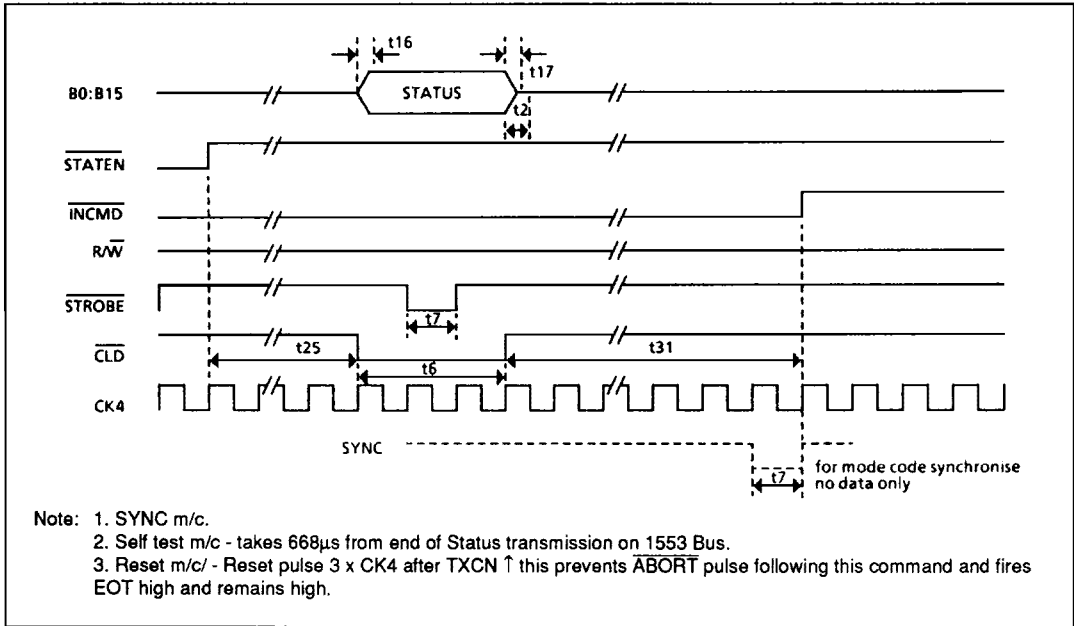 t16
t17
B0:B15
STATUS
t2
STATEN
INCMD
R/W
STROBE
t7
CLD
t25
t31
t6
CK4
SYNC
for mode code synchronise
t7
no data only
Note: 1. SYNC m/c.
2. Self test m/c - takes 668µs from end of Status transmission on 1553 Bus.
3. Reset m/c/ - Reset pulse 3 x CK4 after TXCN ↑ this prevents ABORT pulse following this command and fires
EOT high and remains high.